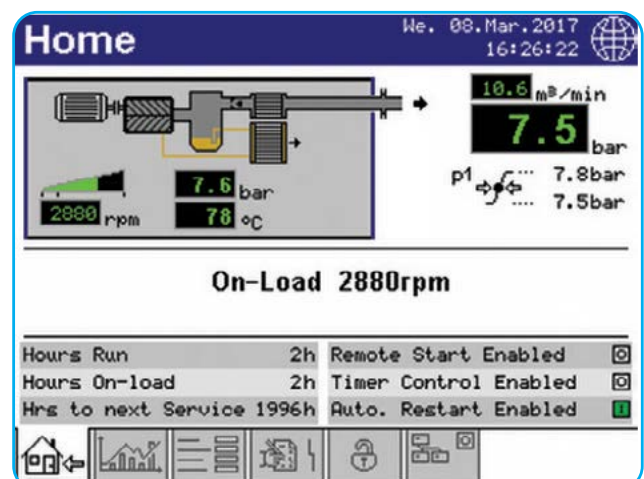 Home
We. 08.Mar.2017
16:26:22
10.6 m³/min
7.5 bar
p1 7.8bar
7.5bar
7.6 bar
2880 rpm
78 °C
On-Load 2880rpm
Hours Run 2h
Remote Start Enabled
Hours On-load 2h
Timer Control Enabled
Hrs to next Service 1996h
Auto. Restart Enabled